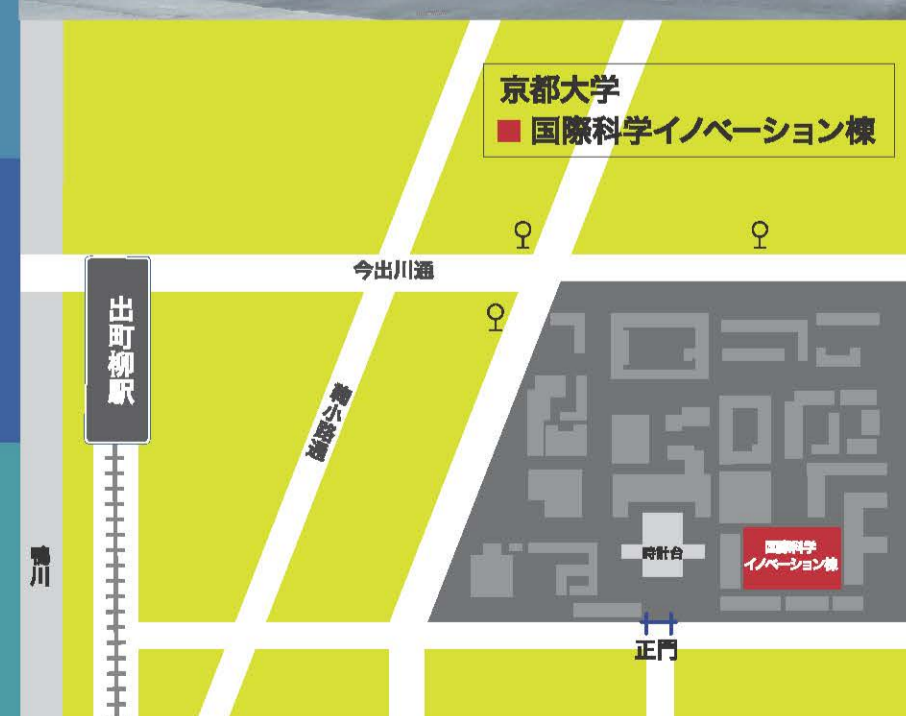 京都大学
国際科学イノベーション棟
今出川通
出町柳駅
鞠小路通
鴨川
時計台
国際科学
イノベーション棟
正門